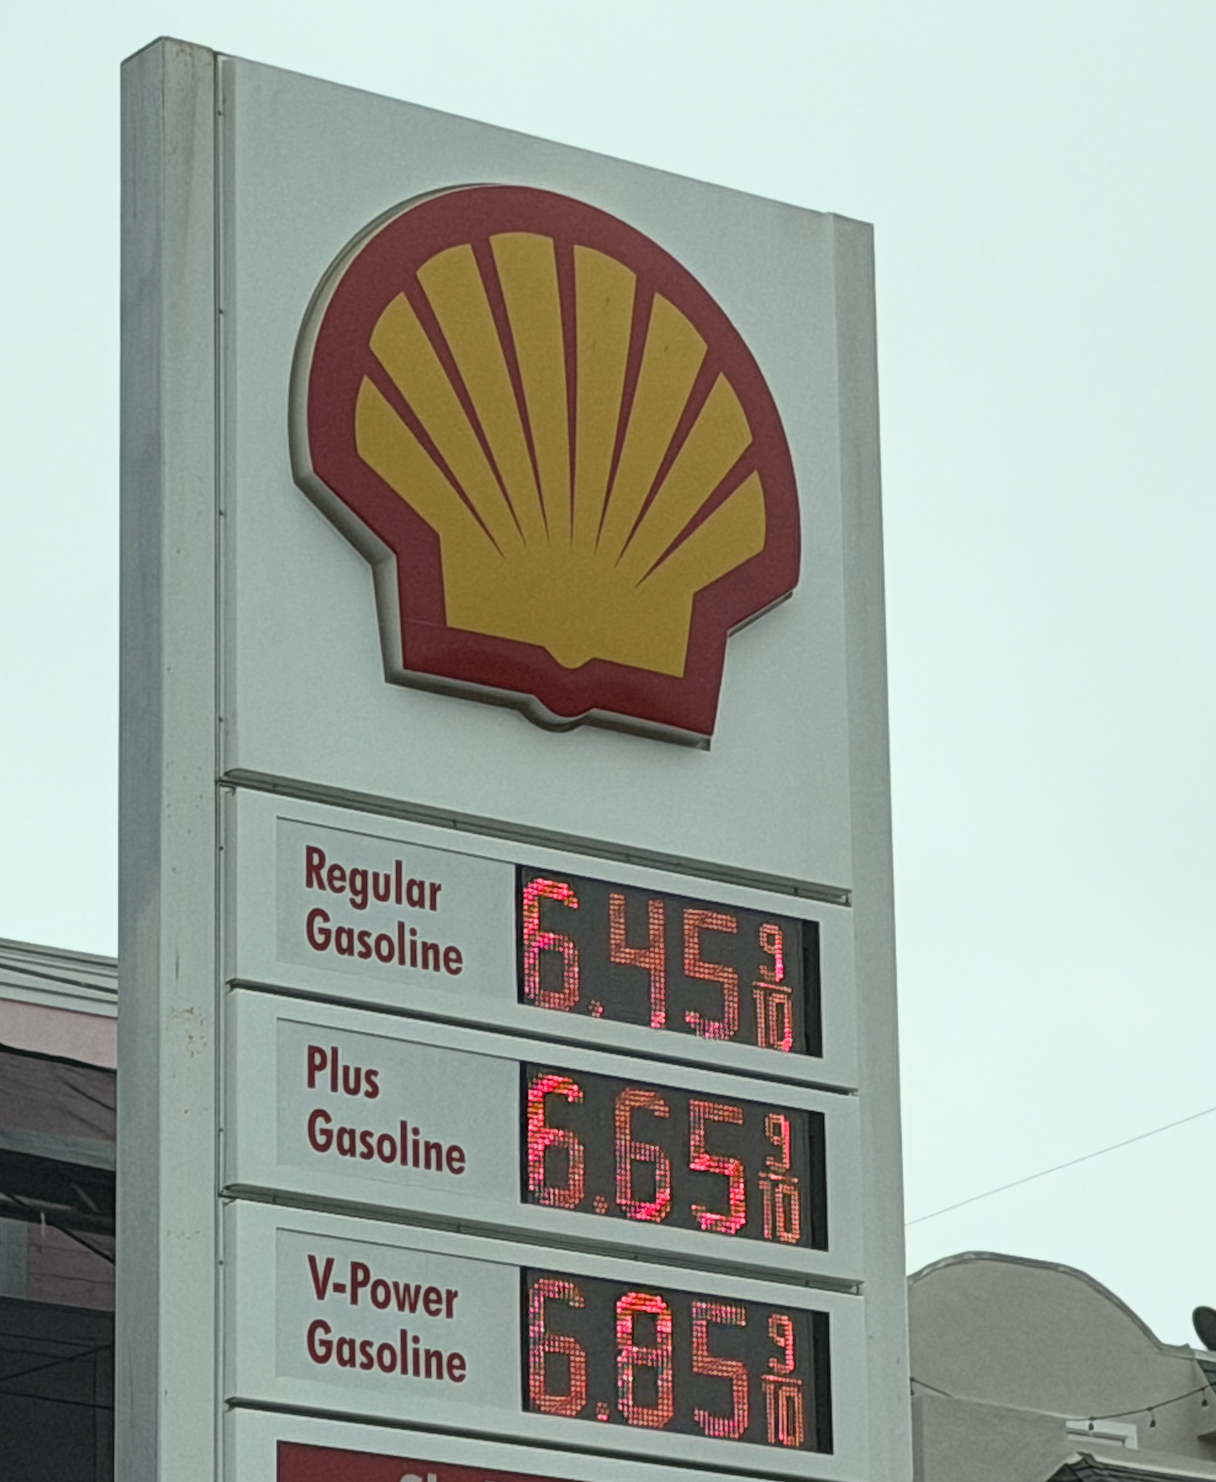 Regular
Gasoline
6.45 9/10
Plus
Gasoline
6.65 9/10
V-Power
Gasoline
6.85 9/10